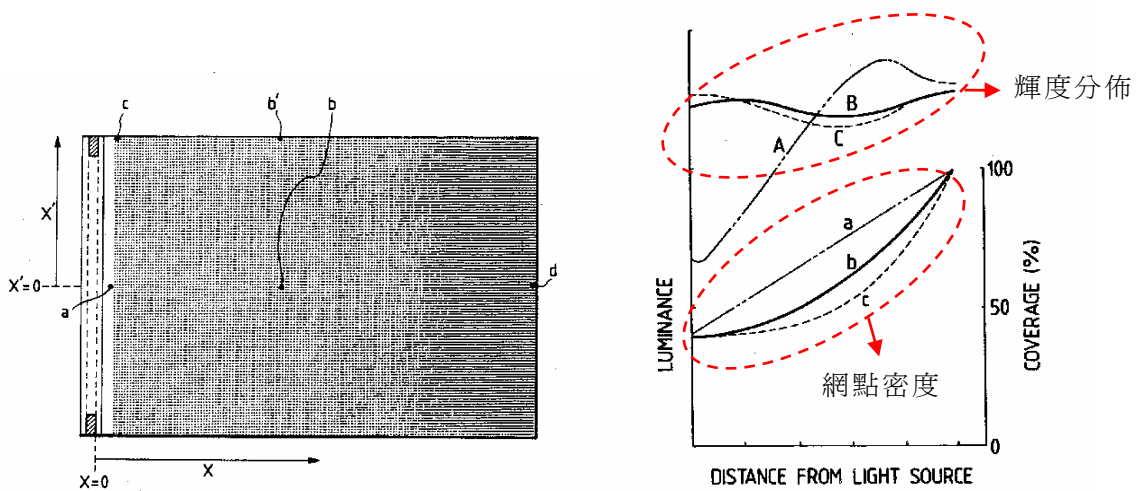 c
b'
b
X'
X'=0
a
d
X=0
X
輝度分佈
B
A
C
100
a
b
c
50
0
LUMINANCE
COVERAGE (%)
網點密度
DISTANCE FROM LIGHT SOURCE